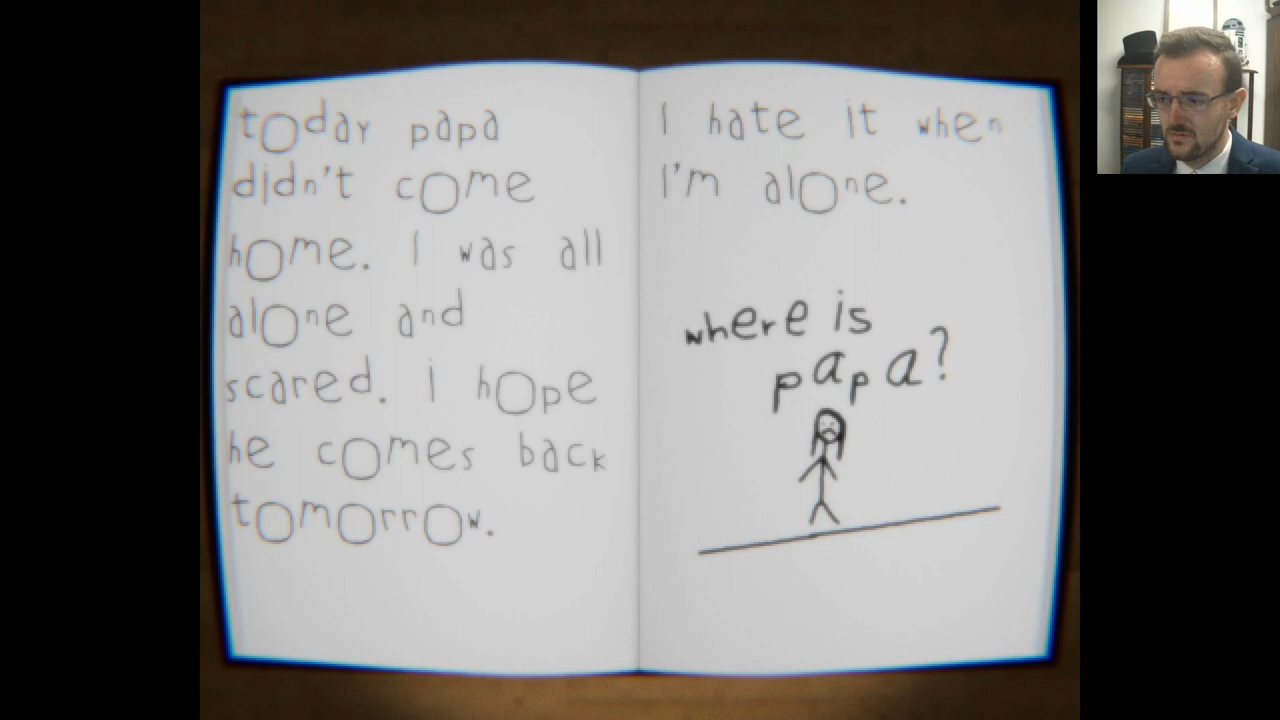 today papa
didn't come
home. I was all
alone and
scared. i hope
he comes back
tomorrow.
I hate it when
I'm alone.
where is
papa?